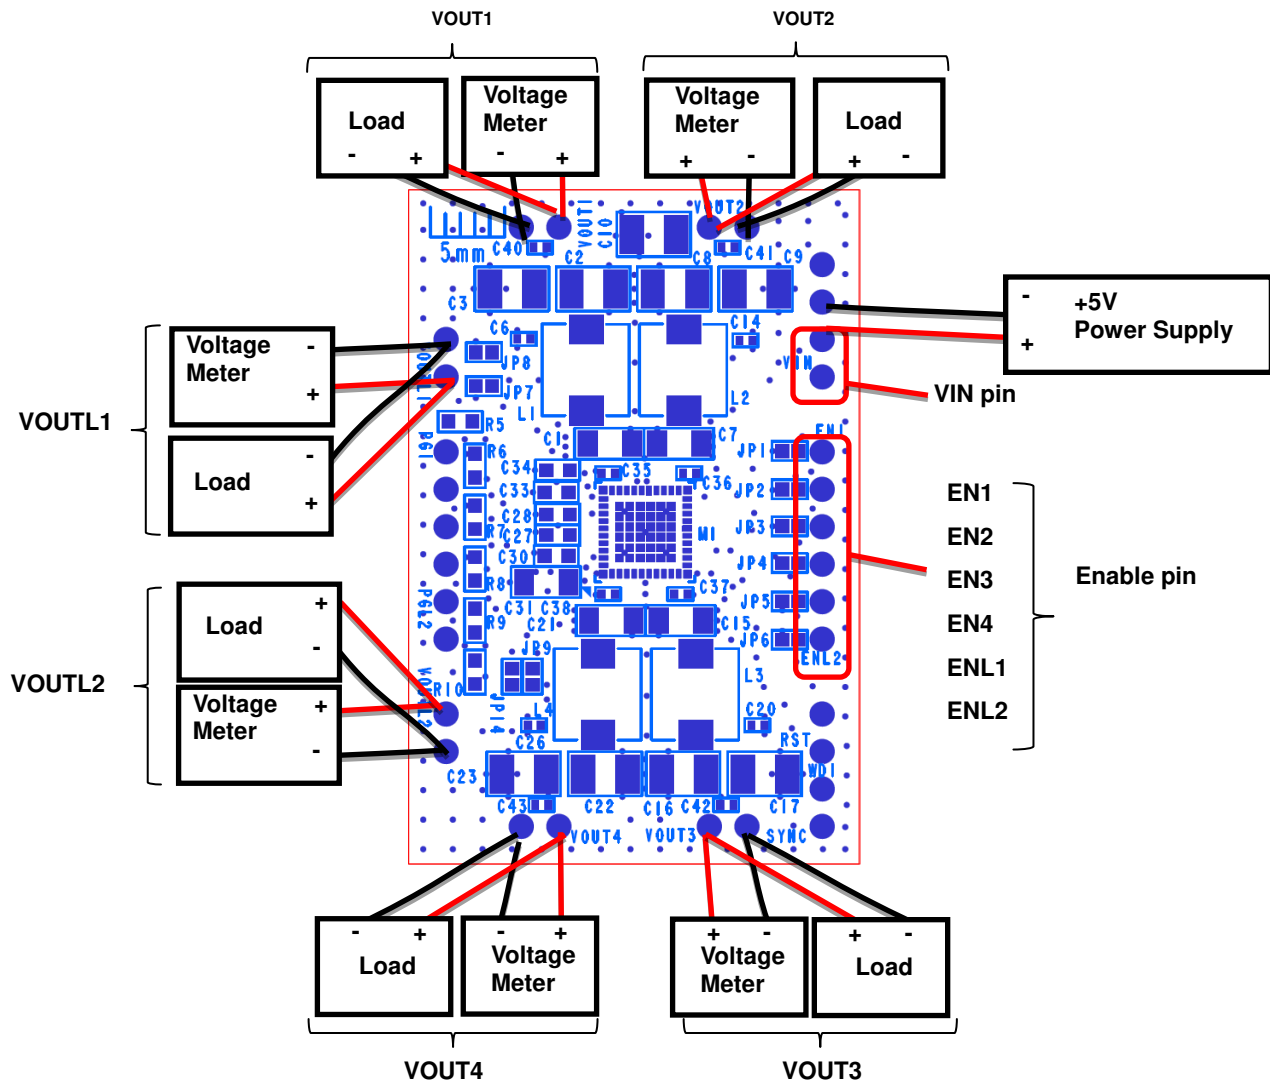 VOUT1
VOUT2
Load
- +
Voltage
Meter
- +
Voltage
Meter
+ -
Load
+ -
5mm
C40
VOUT1
C10
VOUT2
C41
C9
C3
C2
C8
-
+
+5V
Power Supply
VIN pin
VIN
VOUTL1
Voltage
Meter
-
+
Load
-
+
C6
JP8
JP7
L1
L2
C14
R5
PG1
R6
C1
C7
C34
C35
C36
C33
C28
C27
C30
R7
R8
R9
R10
C31
C38
C21
C37
C15
M1
EN1
JP1
JP2
JP3
JP4
JP5
JP6
ENL2
EN1
EN2
EN3
EN4
ENL1
ENL2
Enable pin
VOUTL2
Load
+
-
Voltage
Meter
+
-
PGL2
VOUTL2
JP9
JP14
L4
L3
C26
C20
RST
WDI
C23
C43
C22
C16
C42
C17
VOUT4
VOUT3
SYNC
- +
Load
- +
Voltage
Meter
+ -
Voltage
Meter
+ -
Load
VOUT4
VOUT3